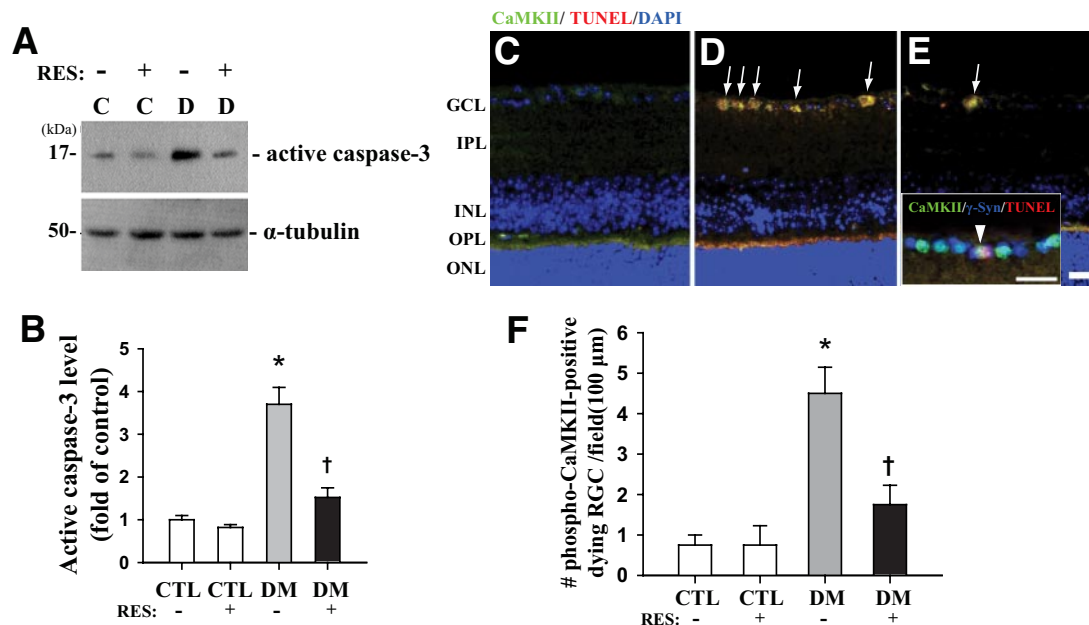 A
RES: - + - +
C C D D
(kDa)
17- - active caspase-3
50- - α-tubulin
B
Active caspase-3 level
(fold of control)
5
4
3
2
1
0
*
†
CTL CTL DM DM
RES: - + - +
CaMKII/ TUNEL/DAPI
C D E
GCL
IPL
INL
OPL
ONL
CaMKII/γ-Syn/TUNEL
F
# phospho-CaMKII-positive
dying RGC /field(100 µm)
6
5
4
3
2
1
0
*
†
CTL CTL DM DM
RES: - + - +